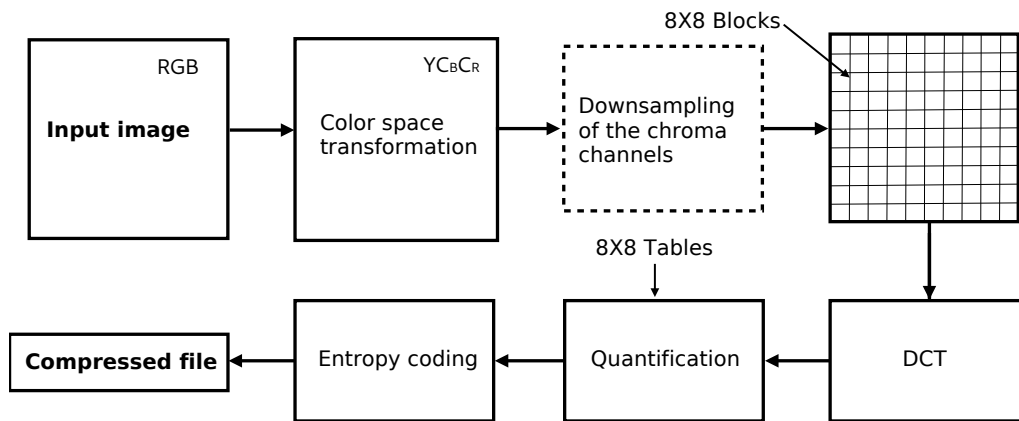 8X8 Blocks
RGB
Input image
YCBCR
Color space
transformation
Downsampling
of the chroma
channels
8X8 Tables
Compressed file
Entropy coding
Quantification
DCT